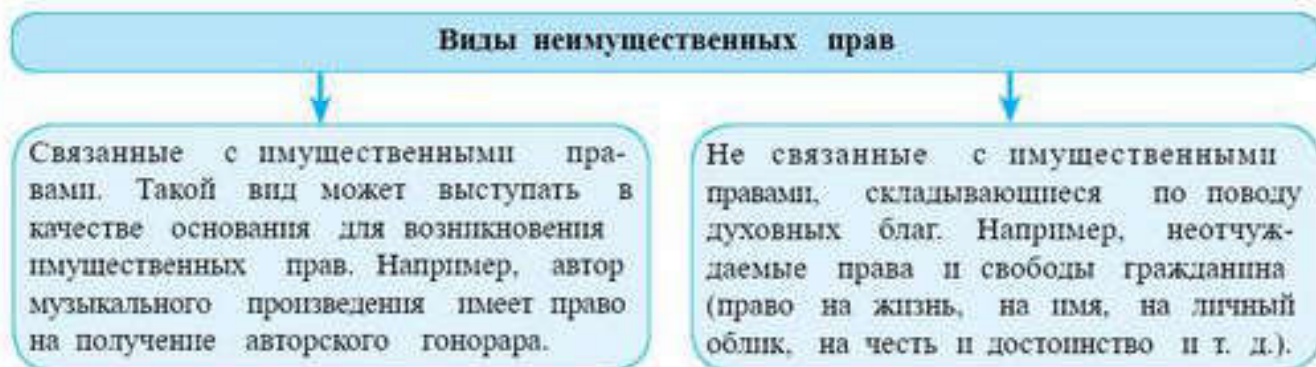 Виды неимущественных прав
Связанные с имущественными пра-
вами. Такой вид может выступать в
качестве основания для возникновения
имущественных прав. Например, автор
музыкального произведения имеет право
на получение авторского гонорара.
Не связанные с имущественными
правами, складывающиеся по поводу
духовных благ. Например, неотчуж-
даемые права и свободы гражданина
(право на жизнь, на имя, на личный
облик, на честь и достоинство и т. д.).